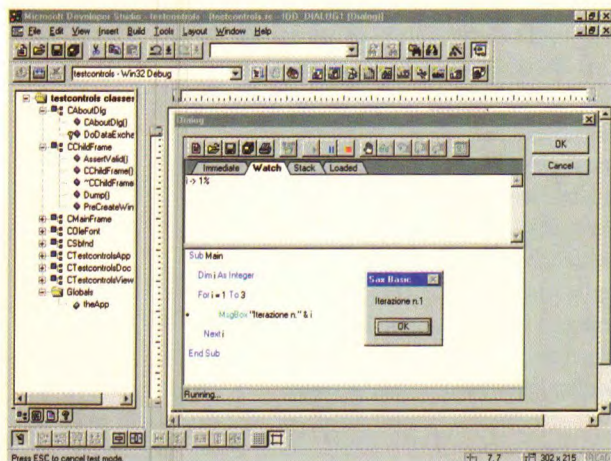 Microsoft Developer Studio - testcontrols - [testcontrols.rc - IDD_DIALOG1 (Dialog)]
File Edit View Insert Build Tools Layout Window Help
testcontrols - Win32 Debug
testcontrols classes
CAboutDlg
CAboutDlg()
DoDataExche
CChildFrame
AssertValid()
CChildFrame()
~CChildFrame
Dump()
PreCreateWin
CMainFrame
COleFont
CSbInd
CTestcontrolsApp
CTestcontrolsDoc
CTestcontrolsView
Globals
theApp
Dialog
OK
Cancel
Immediate Watch Stack Loaded
i -> 1%
Sub Main
Dim i As Integer
For i = 1 To 3
MsgBox "Iterazione n." & i
Next i
End Sub
Sax Basic
Iterazione n.1
OK
Running...
Press ESC to cancel test mode.
7, 7
302 x 215